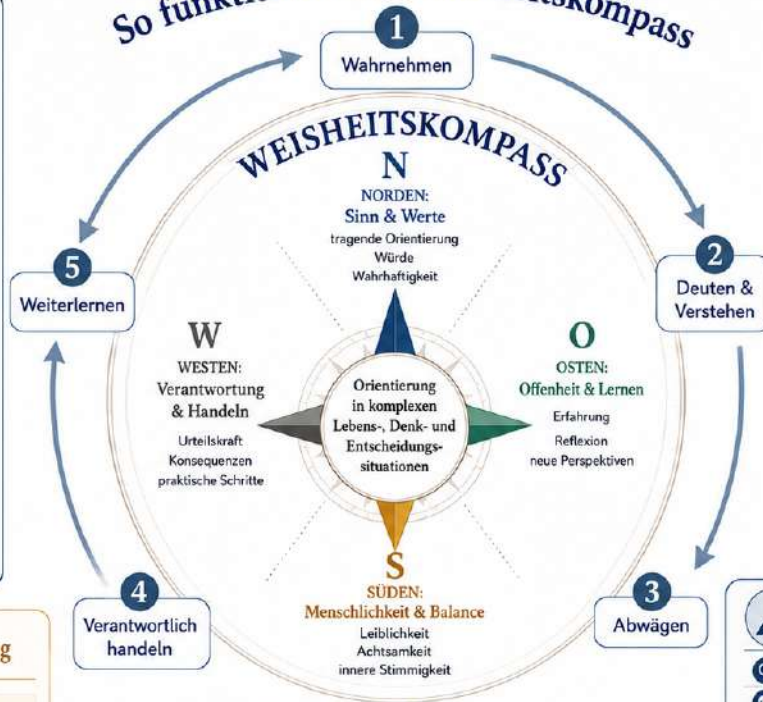 So
1
Wahrnehmen
WEISHEITSKOMPASS
N
NORDEN:
Sinn & Werte
tragende Orientierung
Würde
Wahrhaftigkeit
5
Weiterlernen
2
Deuten &
Verstehen
W
WESTEN:
Verantwortung
& Handeln
Urteilskraft
Konsequenzen
praktische Schritte
Orientierung
in komplexen
Lebens-, Denk- und
Entscheidungs-
situationen
O
OSTEN:
Offenheit & Lernen
Erfahrung
Reflexion
neue Perspektiven
S
SÜDEN:
Menschlichkeit & Balance
Leiblichkeit
Achtsamkeit
innere Stimmigkeit
4
Verantwortlich
handeln
3
Abwägen